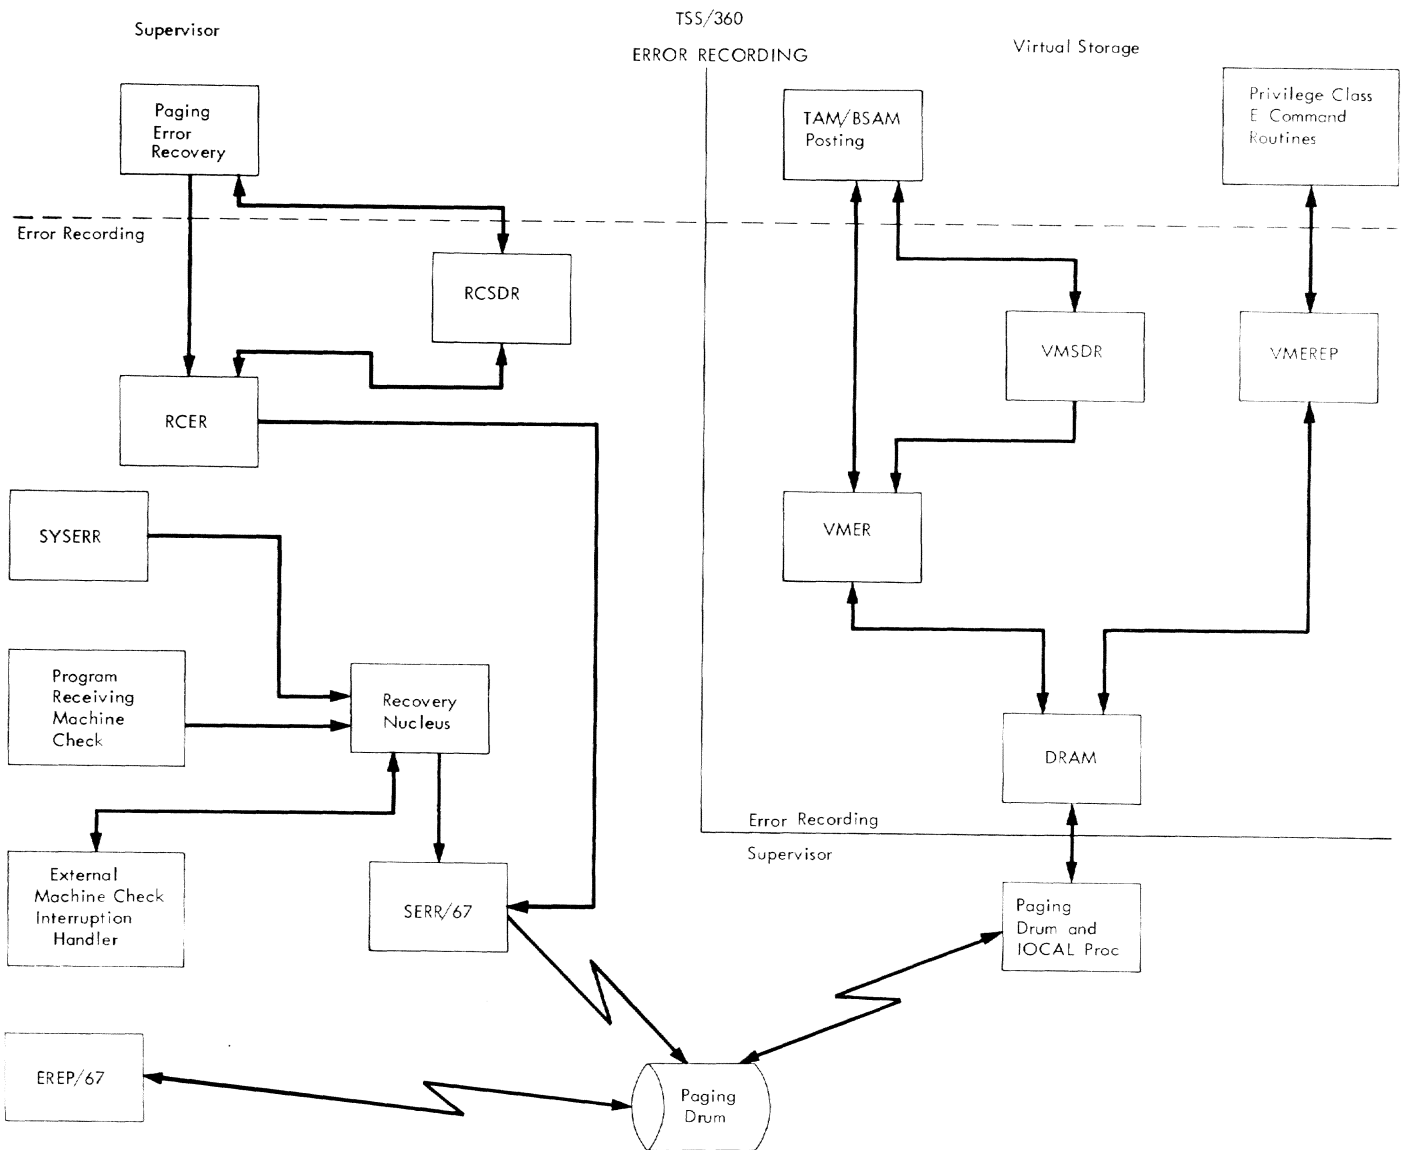 TSS/360
ERROR RECORDING
Supervisor
Virtual Storage
Paging
Error
Recovery
TAM/BSAM
Posting
Privilege Class
E Command
Routines
Error Recording
RCSDR
VMSDR
VMEREP
RCER
SYSERR
VMER
Program
Receiving
Machine
Check
Recovery
Nucleus
DRAM
Error Recording
Supervisor
External
Machine Check
Interruption
Handler
SERR/67
Paging
Drum and
IOCAL Proc
EREP/67
Paging
Drum